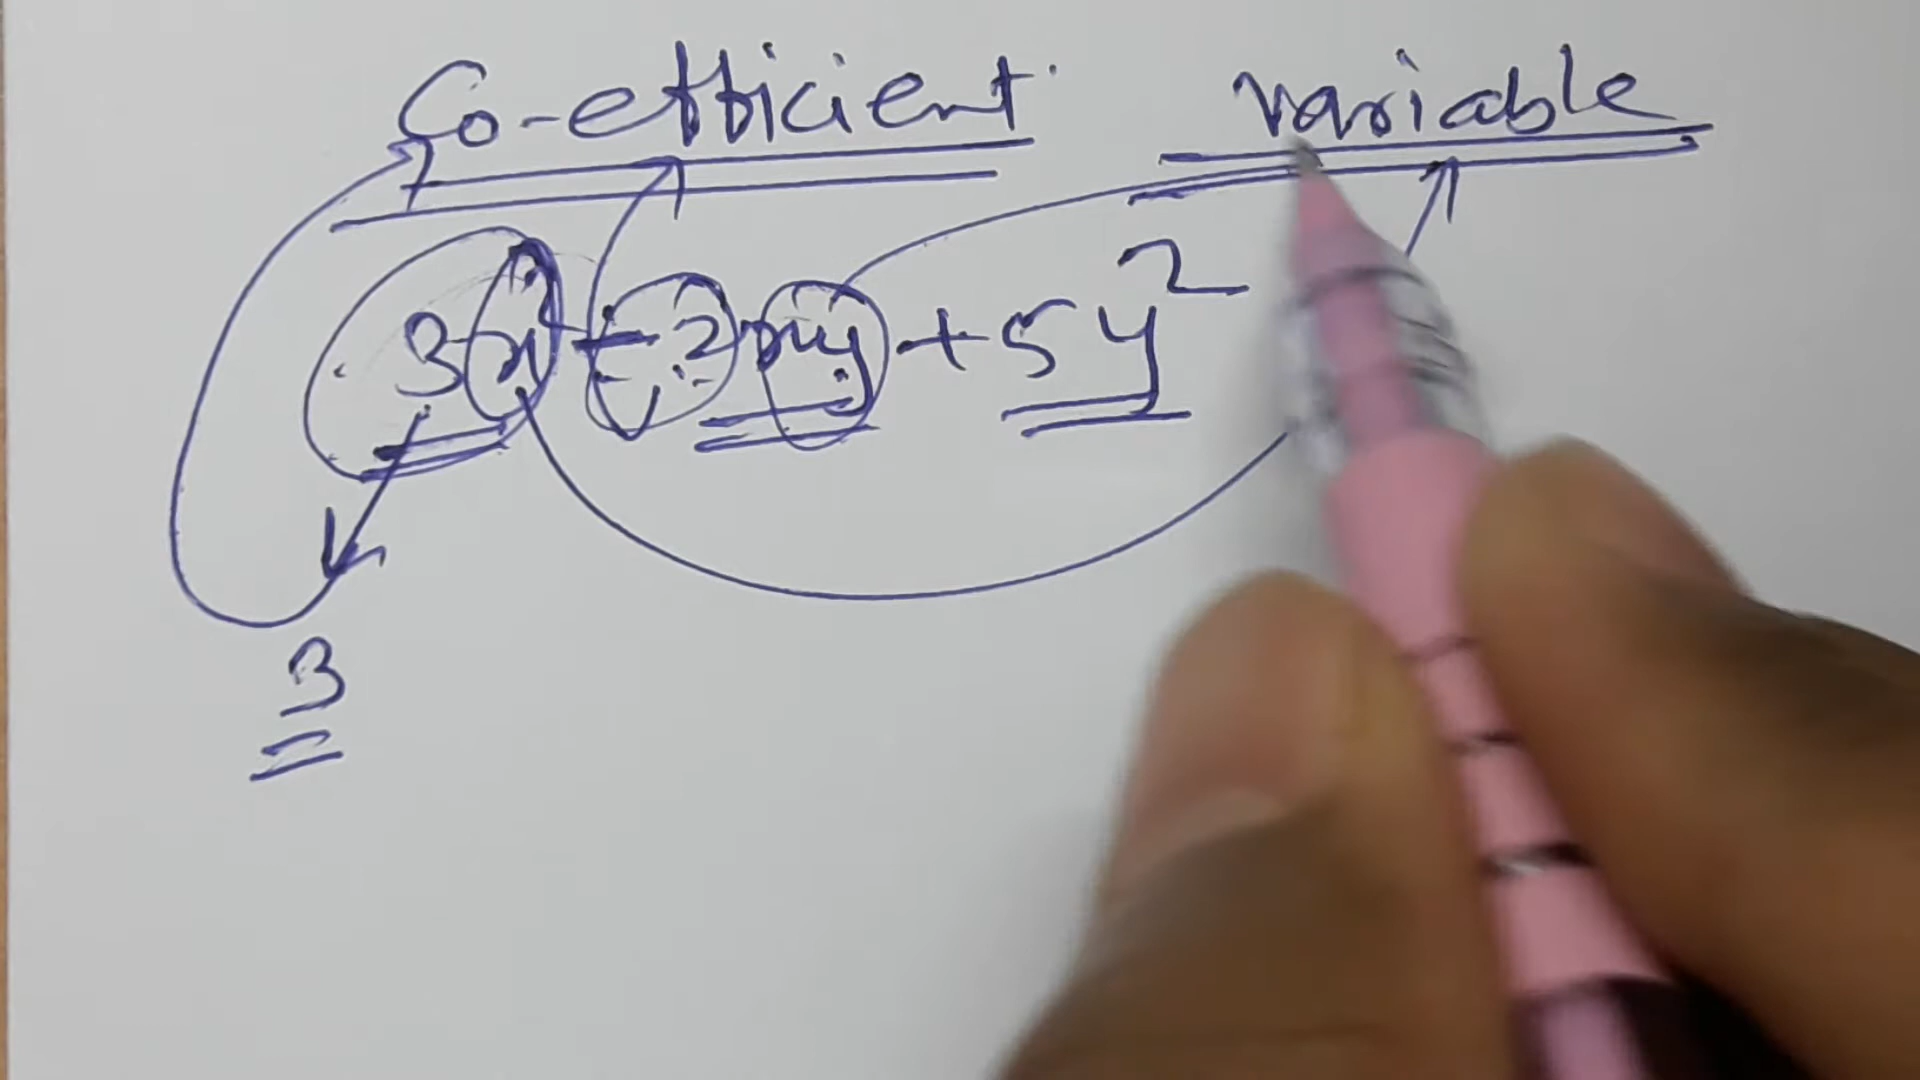 Co-efficient variable
3x - 2xy + 5y²
3